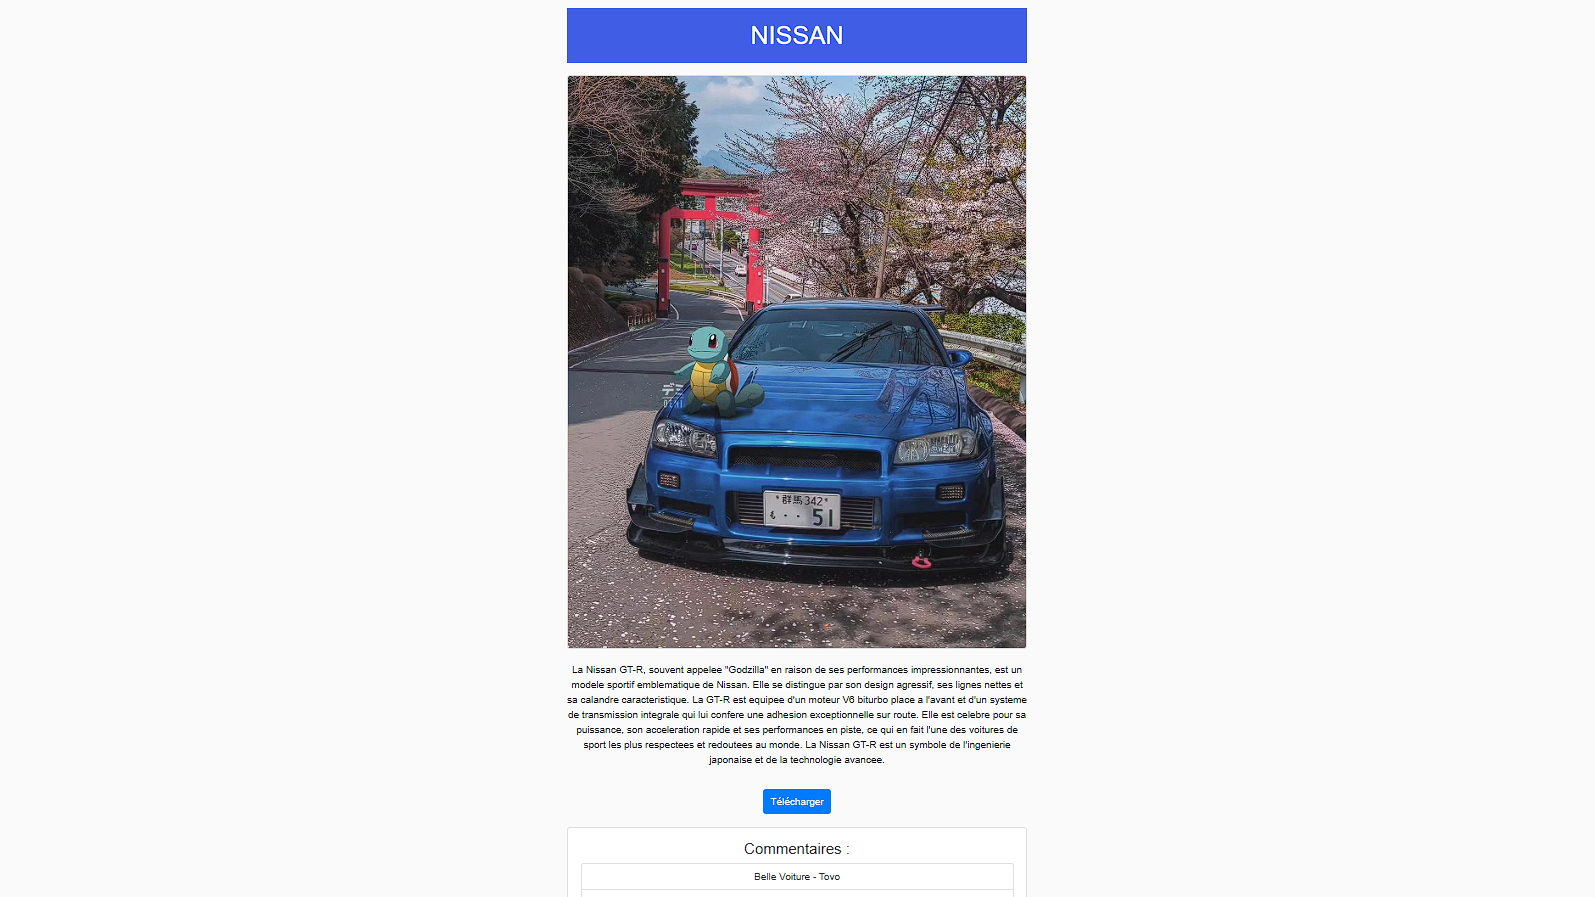 NISSAN
デミ
DEMI
*群馬342*
も・・51
La Nissan GT-R, souvent appelee "Godzilla" en raison de ses performances impressionnantes, est un
modele sportif emblematique de Nissan. Elle se distingue par son design agressif, ses lignes nettes et
sa calandre caracteristique. La GT-R est equipee d'un moteur V6 biturbo place a l'avant et d'un systeme
de transmission integrale qui lui confere une adhesion exceptionnelle sur route. Elle est celebre pour sa
puissance, son acceleration rapide et ses performances en piste, ce qui en fait l'une des voitures de
sport les plus respectees et redoutees au monde. La Nissan GT-R est un symbole de l'ingenierie
japonaise et de la technologie avancee.
Télécharger
Commentaires :
Belle Voiture - Tovo